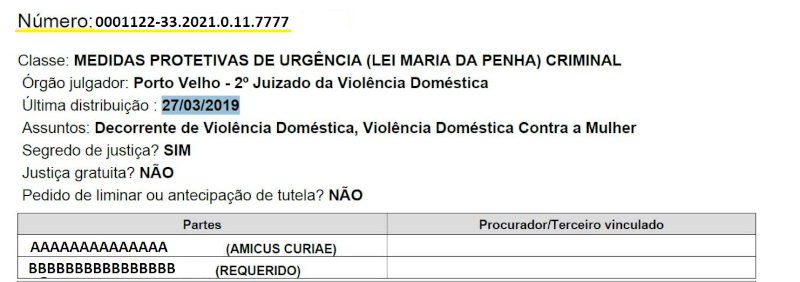 Número: 0001122-33.2021.0.11.7777
Classe: MEDIDAS PROTETIVAS DE URGÊNCIA (LEI MARIA DA PENHA) CRIMINAL
Órgão julgador: Porto Velho - 2º Juizado da Violência Doméstica
Última distribuição : 27/03/2019
Assuntos: Decorrente de Violência Doméstica, Violência Doméstica Contra a Mulher
Segredo de justiça? SIM
Justiça gratuita? NÃO
Pedido de liminar ou antecipação de tutela? NÃO
Partes Procurador/Terceiro vinculado
AAAAAAAAAAAAAA (AMICUS CURIAE)
BBBBBBBBBBBBBBBB (REQUERIDO)